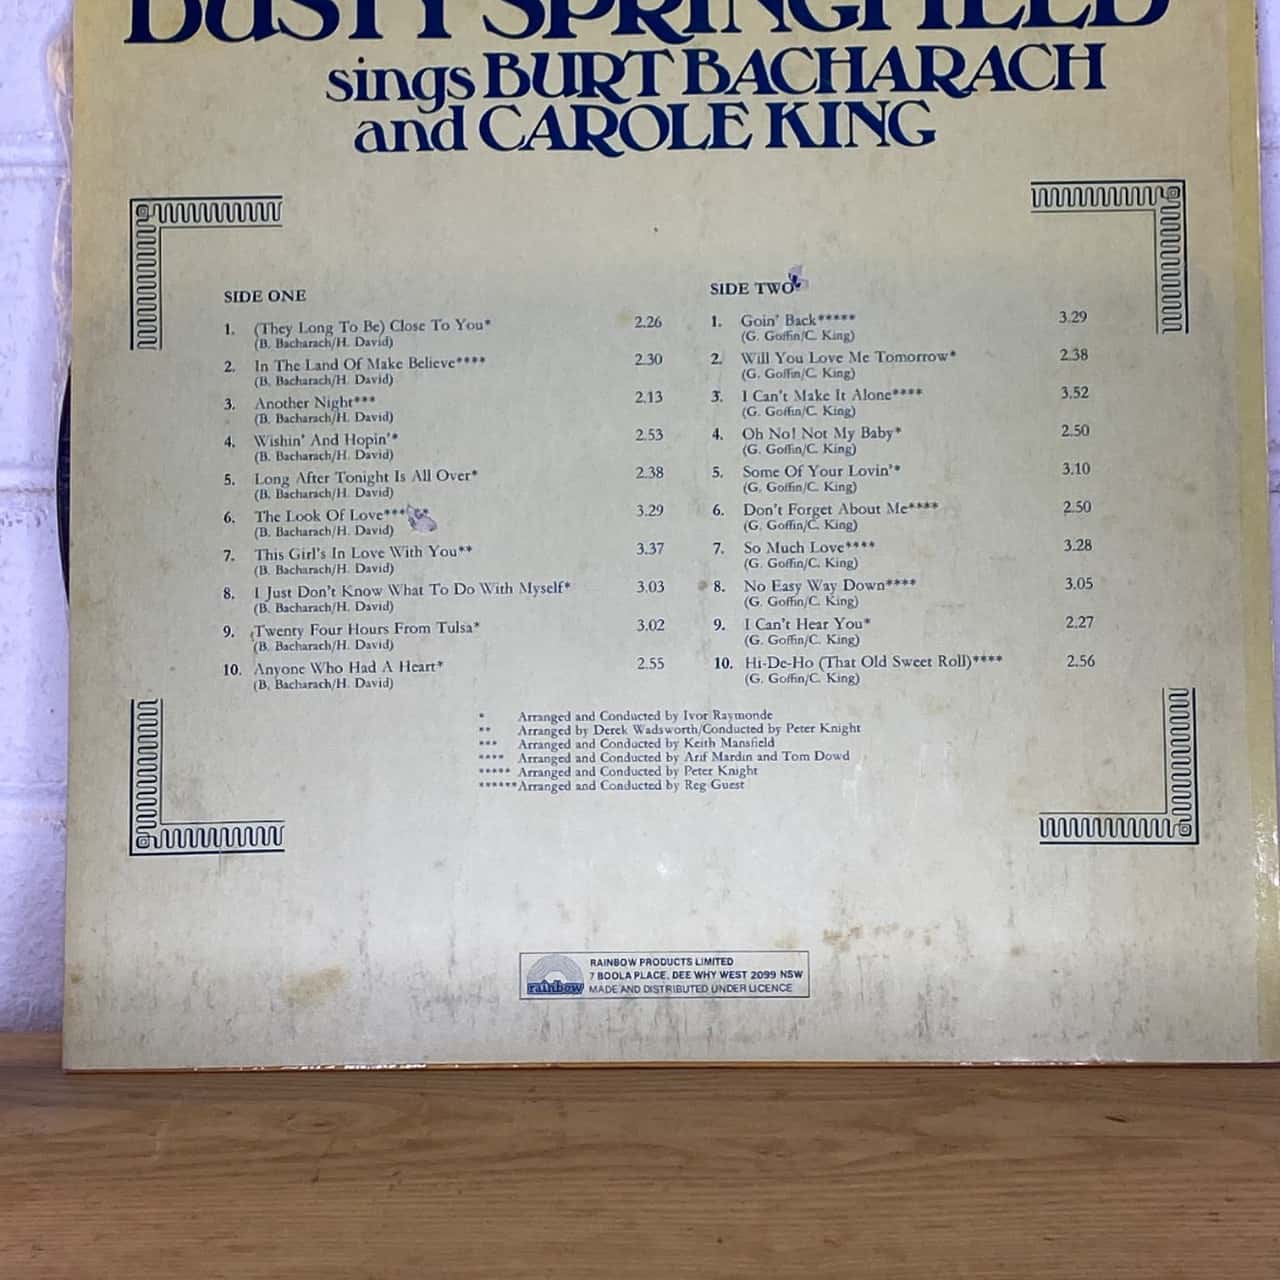 DUSTY SPRINGFIELD
sings BURT BACHARACH
and CAROLE KING
SIDE ONE
1. (They Long To Be) Close To You* 2.26
(B. Bacharach/H. David)
2. In The Land Of Make Believe**** 2.30
(B. Bacharach/H. David)
3. Another Night*** 2.13
(B. Bacharach/H. David)
4. Wishin' And Hopin'* 2.53
(B. Bacharach/H. David)
5. Long After Tonight Is All Over* 2.38
(B. Bacharach/H. David)
6. The Look Of Love*** 3.29
(B. Bacharach/H. David)
7. This Girl's In Love With You** 3.37
(B. Bacharach/H. David)
8. I Just Don't Know What To Do With Myself* 3.03
(B. Bacharach/H. David)
9. Twenty Four Hours From Tulsa* 3.02
(B. Bacharach/H. David)
10. Anyone Who Had A Heart* 2.55
(B. Bacharach/H. David)
SIDE TWO
1. Goin' Back***** 3.29
(G. Goffin/C. King)
2. Will You Love Me Tomorrow* 2.38
(G. Goffin/C. King)
3. I Can't Make It Alone**** 3.52
(G. Goffin/C. King)
4. Oh No! Not My Baby* 2.50
(G. Goffin/C. King)
5. Some Of Your Lovin'* 3.10
(G. Goffin/C. King)
6. Don't Forget About Me**** 2.50
(G. Goffin/C. King)
7. So Much Love**** 3.28
(G. Goffin/C. King)
8. No Easy Way Down**** 3.05
(G. Goffin/C. King)
9. I Can't Hear You* 2.27
(G. Goffin/C. King)
10. Hi-De-Ho (That Old Sweet Roll)**** 2.56
(G. Goffin/C. King)
* Arranged and Conducted by Ivor Raymonde
** Arranged by Derek Wadsworth/Conducted by Peter Knight
*** Arranged and Conducted by Keith Mansfield
**** Arranged and Conducted by Arif Mardin and Tom Dowd
***** Arranged and Conducted by Peter Knight
****** Arranged and Conducted by Reg Guest
rainbow
RAINBOW PRODUCTS LIMITED
7 BOOLA PLACE, DEE WHY WEST 2099 NSW
MADE AND DISTRIBUTED UNDER LICENCE